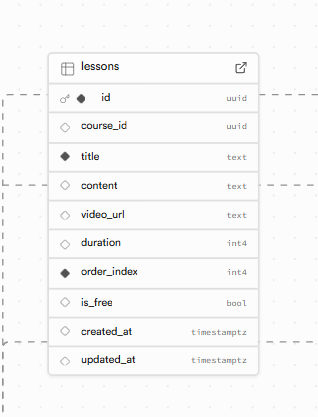 lessons
id uuid
course_id uuid
title text
content text
video_url text
duration int4
order_index int4
is_free bool
created_at timestamptz
updated_at timestamptz